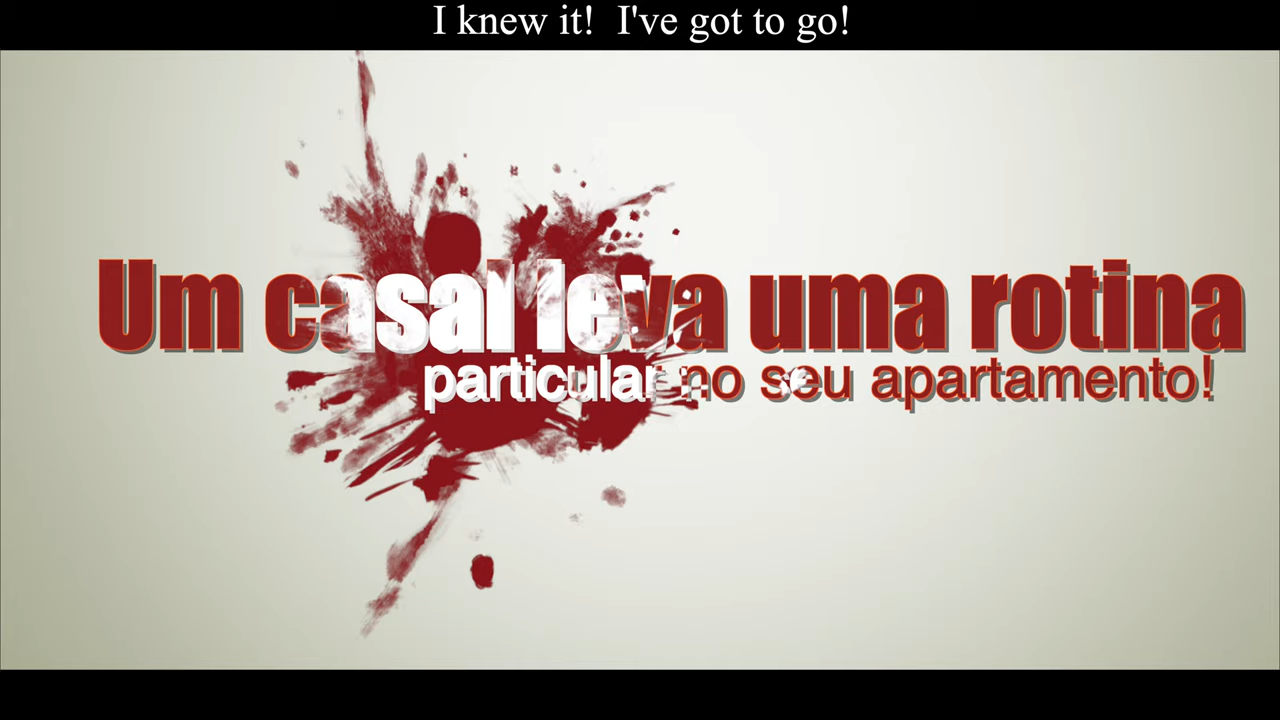 I knew it!  I've got to go!
Um casal leva uma rotina
particular no seu apartamento!